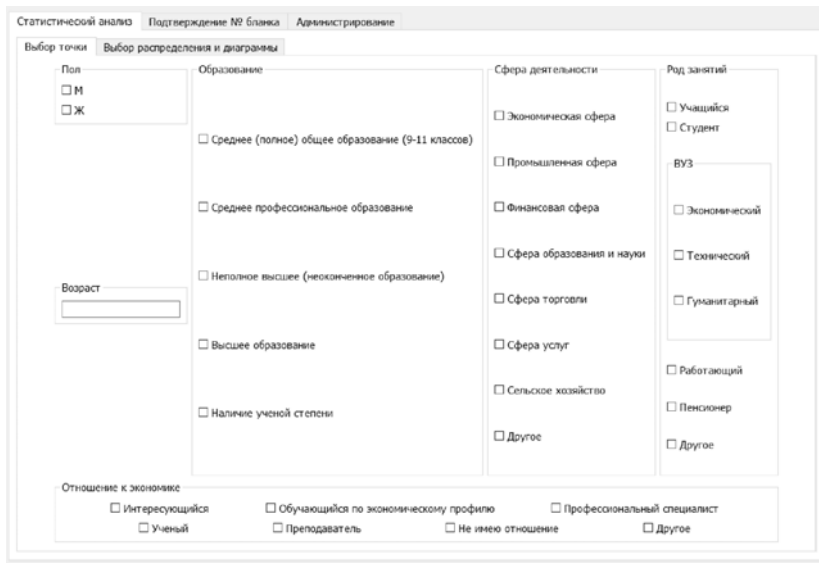 Статистический анализ Подтверждение № бланка Администрирование
Выбор точки Выбор распределения и диаграммы
Пол
М
Ж
Возраст
Образование
Среднее (полное) общее образование (9-11 классов)
Среднее профессиональное образование
Неполное высшее (неоконченное образование)
Высшее образование
Наличие ученой степени
Сфера деятельности
Экономическая сфера
Промышленная сфера
Финансовая сфера
Сфера образования и науки
Сфера торговли
Сфера услуг
Сельское хозяйство
Другое
Род занятий
Учащийся
Студент
ВУЗ
Экономический
Технический
Гуманитарный
Работающий
Пенсионер
Другое
Отношение к экономике
Интересующийся Обучающийся по экономическому профилю Профессиональный специалист
Ученый Преподаватель Не имею отношение Другое